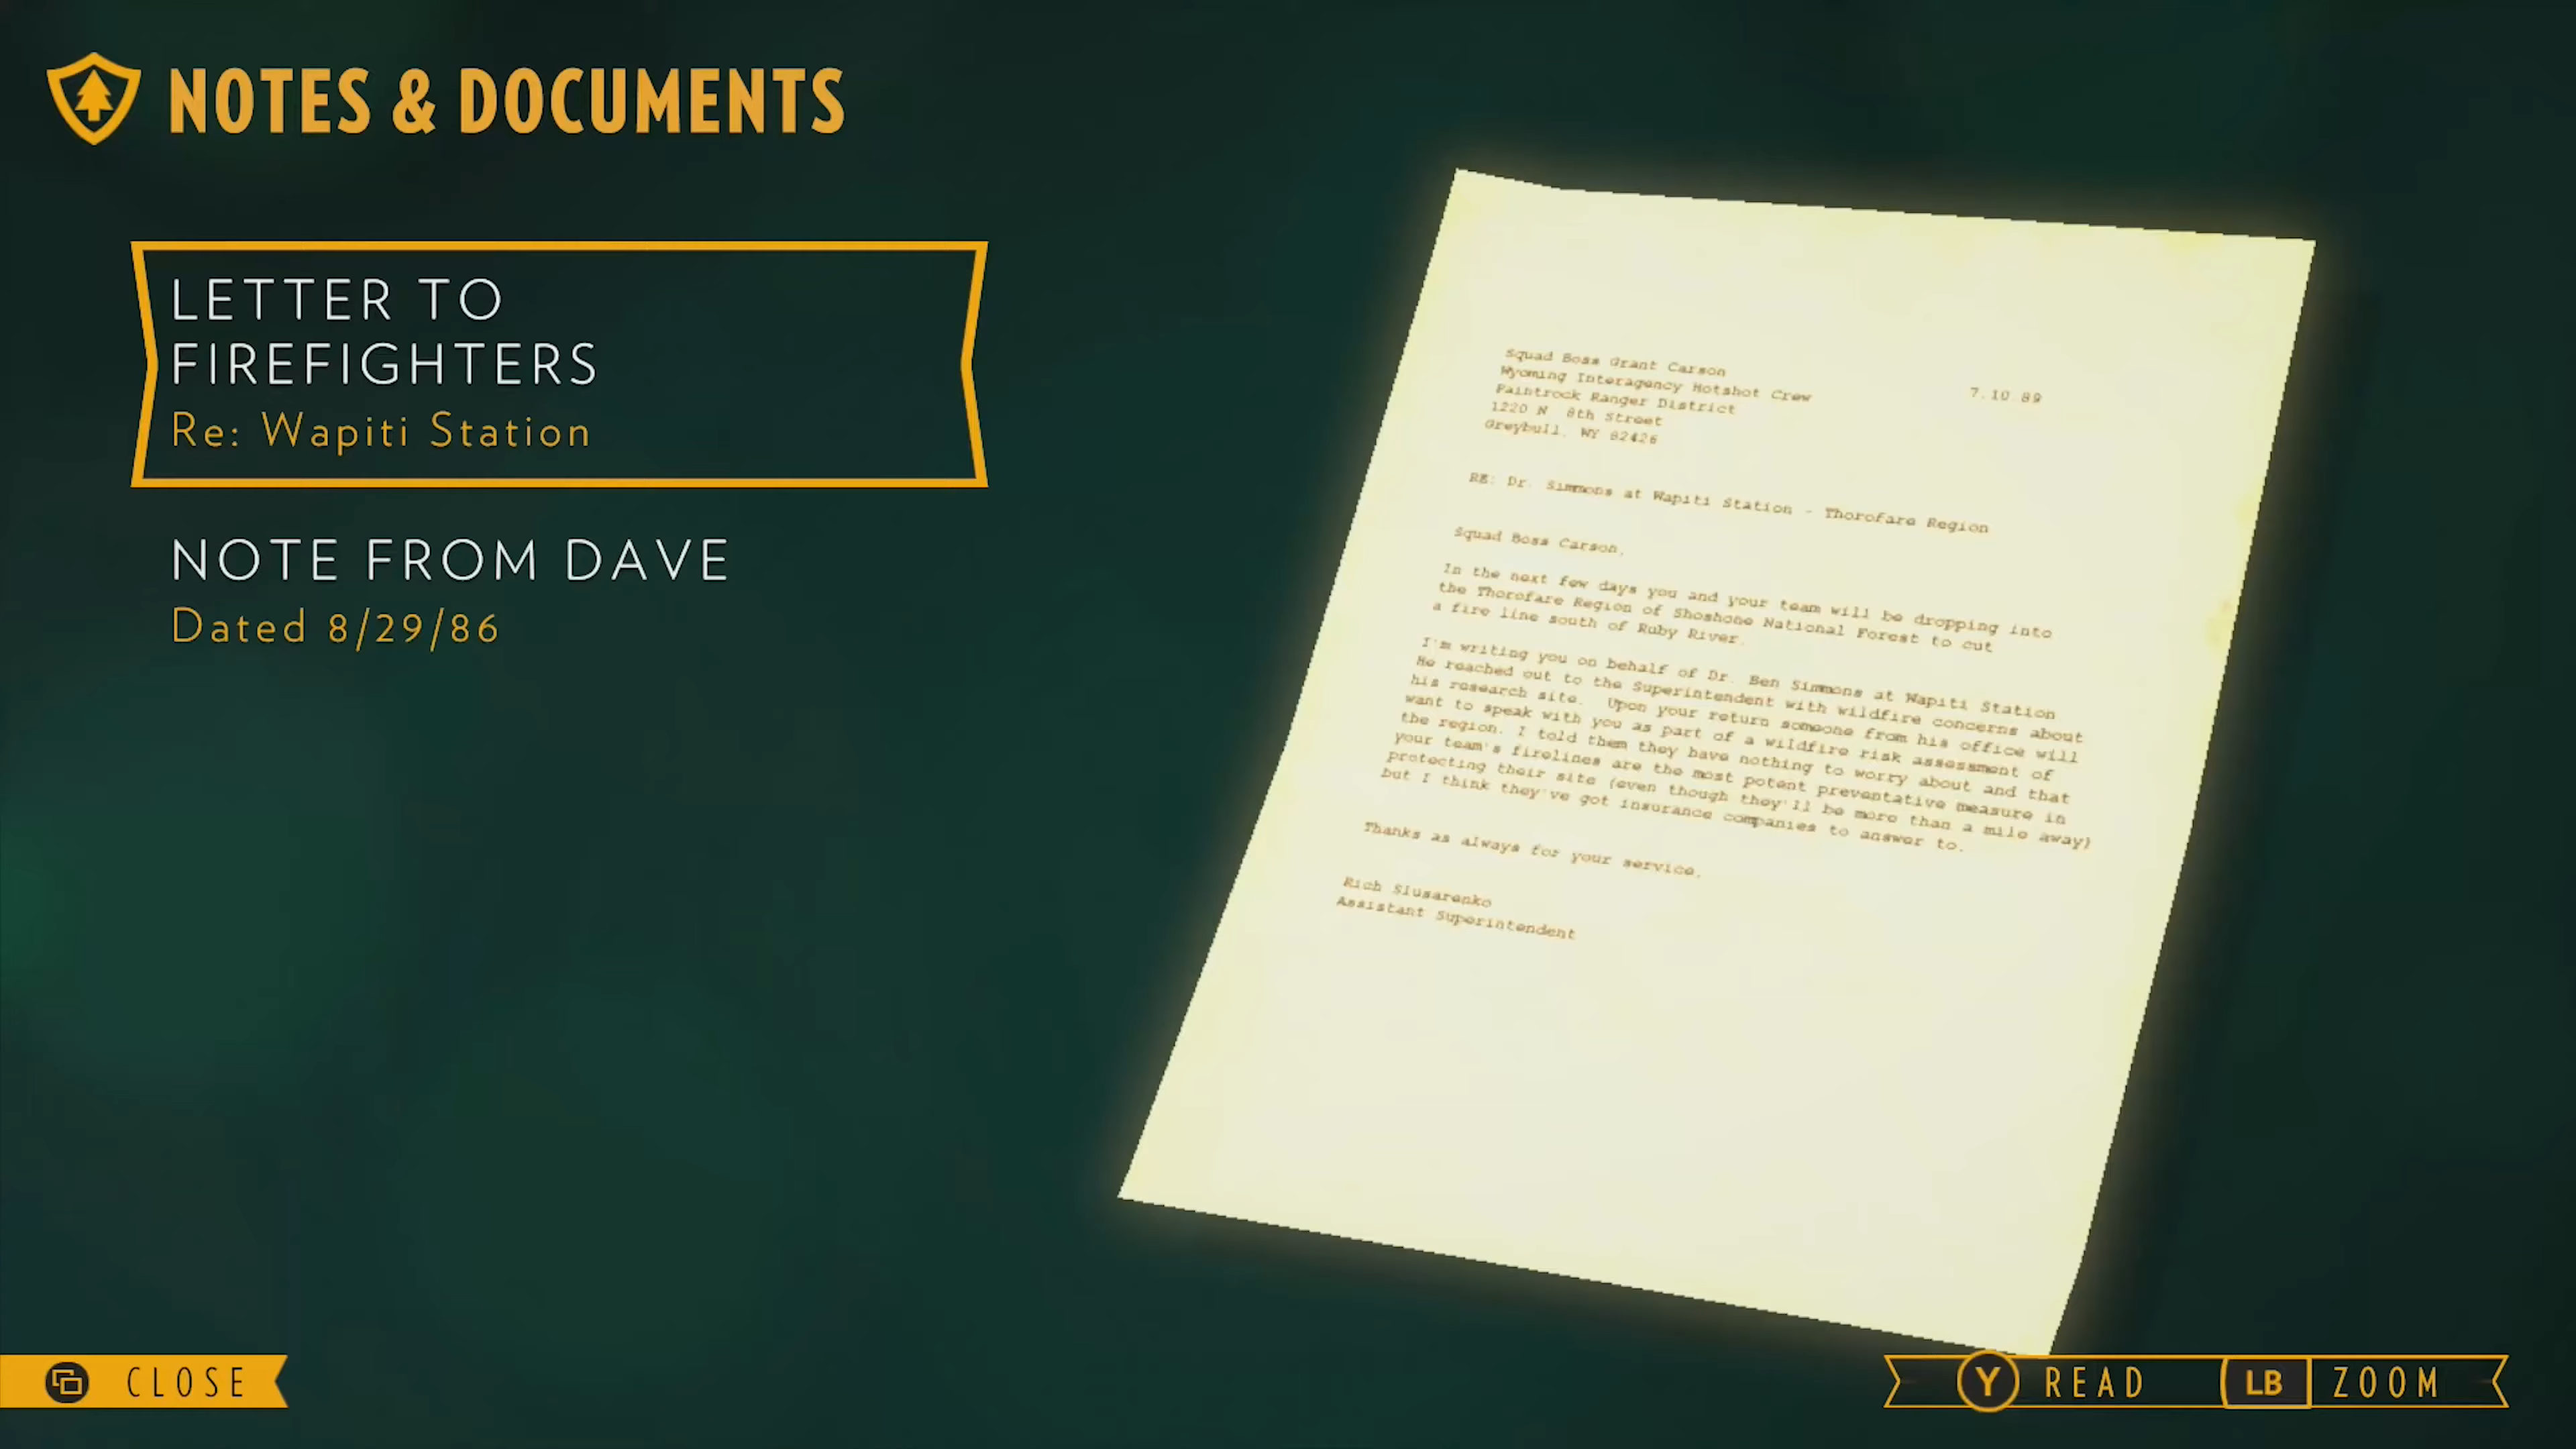 NOTES & DOCUMENTS
LETTER TO
FIREFIGHTERS
Re: Wapiti Station
NOTE FROM DAVE
Dated 8/29/86
Squad Boss Grant Carson
Wyoming Interagency Hotshot Crew
Paintrock Ranger District
1220 N 8th Street
Greybull, WY 82426
7.10.89
RE: Dr. Simmons at Wapiti Station - Thorofare Region
Squad Boss Carson,
In the next few days you and your team will be dropping into
the Thorofare Region of Shoshone National Forest to cut
a fire line south of Ruby River.
I'm writing you on behalf of Dr. Ben Simmons at Wapiti Station
He reached out to the Superintendent with wildfire concerns about
his research site. Upon your return someone from his office will
want to speak with you as part of a wildfire risk assessment of
the region. I told them they have nothing to worry about and that
your team's firelines are the most potent preventative measure in
protecting their site (even though they'll be more than a mile away)
but I think they've got insurance companies to answer to.
Thanks as always for your service,
Rich Slusarenko
Assistant Superintendent
CLOSE
Y READ LB ZOOM